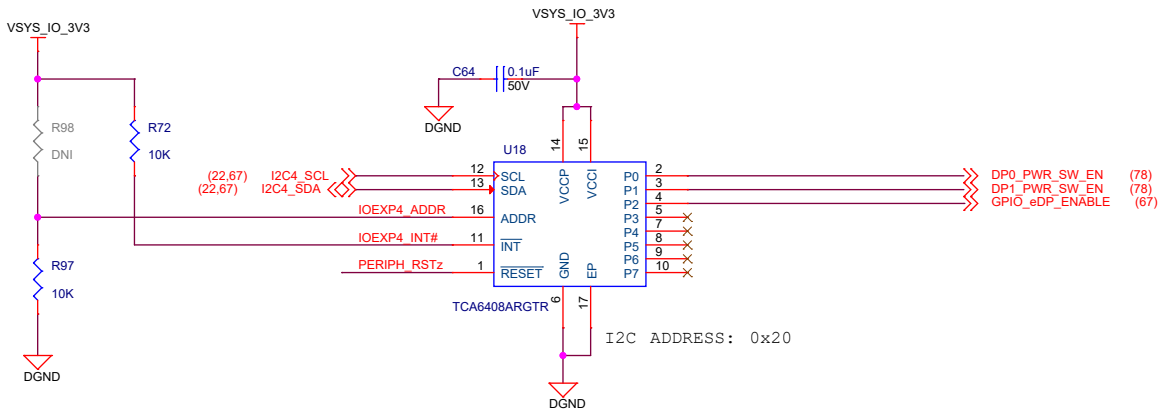 VSYS_IO_3V3
VSYS_IO_3V3
C64
0.1uF
50V
DGND
R98
DNI
R72
10K
U18
14
15
VCCP
VCCI
(22,67) I2C4_SCL 12 SCL
(22,67) I2C4_SDA 13 SDA
IOEXP4_ADDR 16 ADDR
IOEXP4_INT# 11 INT
PERIPH_RSTz 1 RESET
P0 2 DP0_PWR_SW_EN (78)
P1 3 DP1_PWR_SW_EN (78)
P2 4 GPIO_eDP_ENABLE (67)
P3 5
P4 7
P5 8
P6 9
P7 10
GND
EP
6
17
R97
10K
TCA6408ARGTR
I2C ADDRESS: 0x20
DGND
DGND